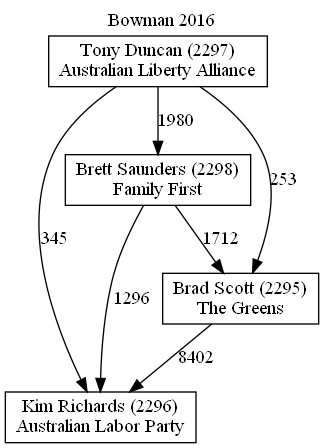 Bowman 2016
Tony Duncan (2297)
Australian Liberty Alliance
1980
Brett Saunders (2298)
Family First
253
345
1712
1296
Brad Scott (2295)
The Greens
8402
Kim Richards (2296)
Australian Labor Party